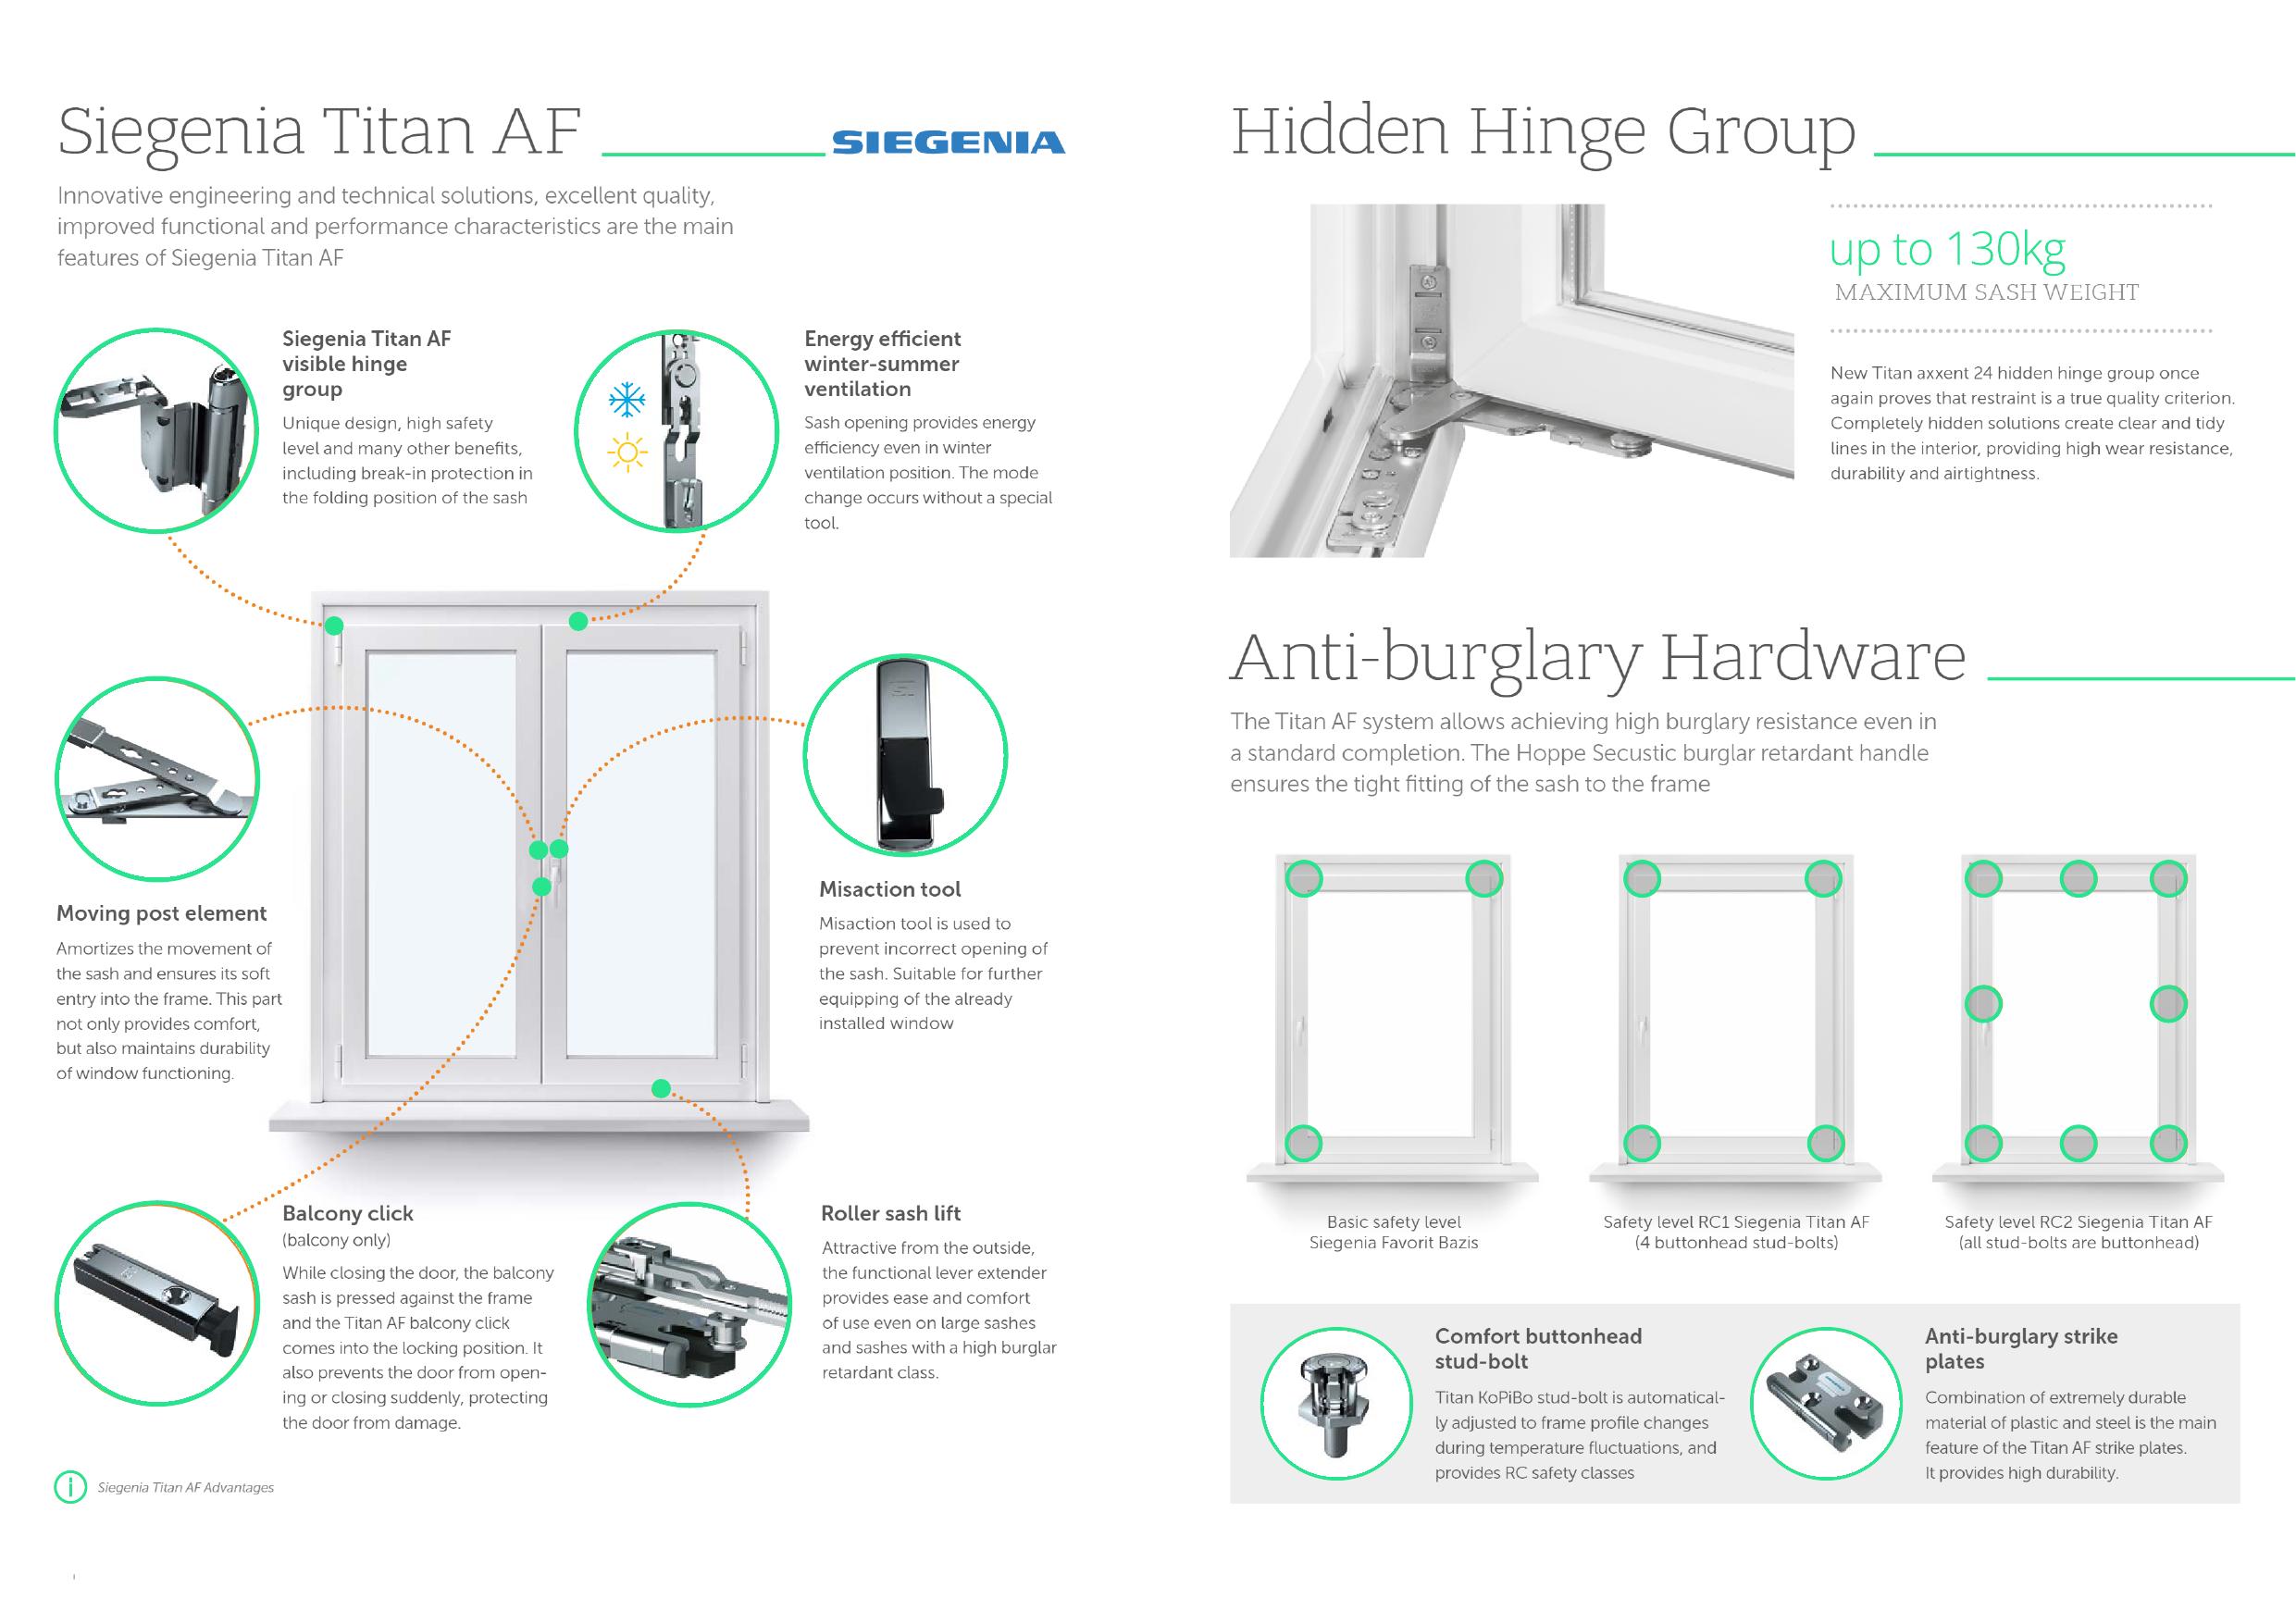 Siegenia Titan AF
SIEGENIA
Innovative engineering and technical solutions, excellent quality,
improved functional and performance characteristics are the main
features of Siegenia Titan AF
Siegenia Titan AF
visible hinge
group
Unique design, high safety
level and many other benefits,
including break-in protection in
the folding position of the sash
Energy efficient
winter-summer
ventilation
Sash opening provides energy
efficiency even in winter
ventilation position. The mode
change occurs without a special
tool.
Moving post element
Amortizes the movement of
the sash and ensures its soft
entry into the frame. This part
not only provides comfort,
but also maintains durability
of window functioning.
Misaction tool
Misaction tool is used to
prevent incorrect opening of
the sash. Suitable for further
equipping of the already
installed window
Balcony click
(balcony only)
While closing the door, the balcony
sash is pressed against the frame
and the Titan AF balcony click
comes into the locking position. It
also prevents the door from open-
ing or closing suddenly, protecting
the door from damage.
Roller sash lift
Attractive from the outside,
the functional lever extender
provides ease and comfort
of use even on large sashes
and sashes with a high burglar
retardant class.
i Siegenia Titan AF Advantages
Hidden Hinge Group
up to 130kg
MAXIMUM SASH WEIGHT
New Titan axxent 24 hidden hinge group once
again proves that restraint is a true quality criterion.
Completely hidden solutions create clear and tidy
lines in the interior, providing high wear resistance,
durability and airtightness.
Anti-burglary Hardware
The Titan AF system allows achieving high burglary resistance even in
a standard completion. The Hoppe Secustic burglar retardant handle
ensures the tight fitting of the sash to the frame
Basic safety level
Siegenia Favorit Bazis
Safety level RC1 Siegenia Titan AF
(4 buttonhead stud-bolts)
Safety level RC2 Siegenia Titan AF
(all stud-bolts are buttonhead)
Comfort buttonhead
stud-bolt
Titan KoPiBo stud-bolt is automatical-
ly adjusted to frame profile changes
during temperature fluctuations, and
provides RC safety classes
Anti-burglary strike
plates
Combination of extremely durable
material of plastic and steel is the main
feature of the Titan AF strike plates.
It provides high durability.